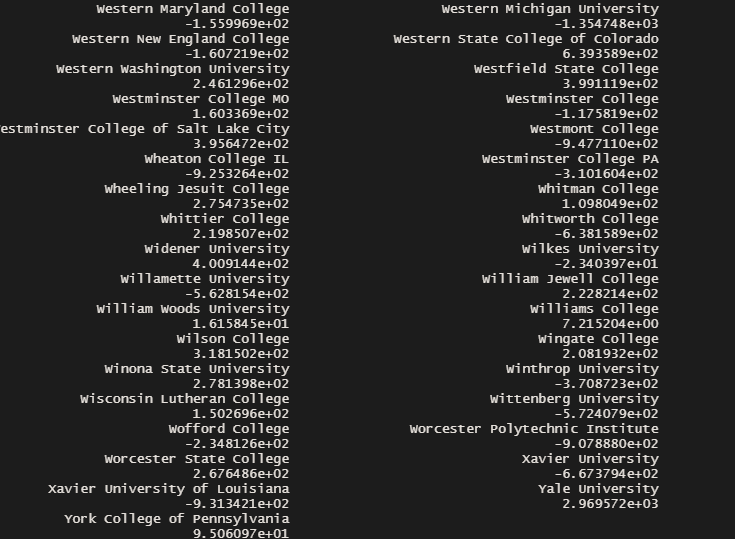 Western Maryland College Western Michigan University
-1.559969e+02 -1.354748e+03
Western New England College Western State College of Colorado
-1.607219e+02 6.393589e+02
Western Washington University Westfield State College
2.461296e+02 3.991119e+02
Westminster College MO Westminster College
1.603369e+02 -1.175819e+02
estminster College of Salt Lake City Westmont College
3.956472e+02 -9.477110e+02
Wheaton College IL Westminster College PA
-9.253264e+02 -3.101604e+02
Wheeling Jesuit College Whitman College
2.754735e+02 1.098049e+02
Whittier College Whitworth College
2.198507e+02 -6.381589e+02
Widener University Wilkes University
4.009144e+02 -2.340397e+01
Willamette University William Jewell College
-5.628154e+02 2.228214e+02
William Woods University Williams College
1.615845e+01 7.215204e+00
Wilson College Wingate College
3.181502e+02 2.081932e+02
Winona State University Winthrop University
2.781398e+02 -3.708723e+02
Wisconsin Lutheran College Wittenberg University
1.502696e+02 -5.724079e+02
Wofford College Worcester Polytechnic Institute
-2.348126e+02 -9.078880e+02
Worcester State College Xavier University
2.676486e+02 -6.673794e+02
Xavier University of Louisiana Yale University
-9.313421e+02 2.969572e+03
York College of Pennsylvania
9.506097e+01